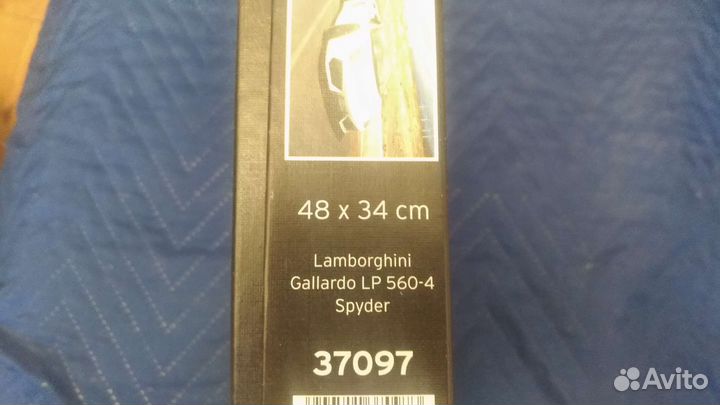 48 x 34 cm
Lamborghini
Gallardo LP 560-4
Spyder
37097
Avito